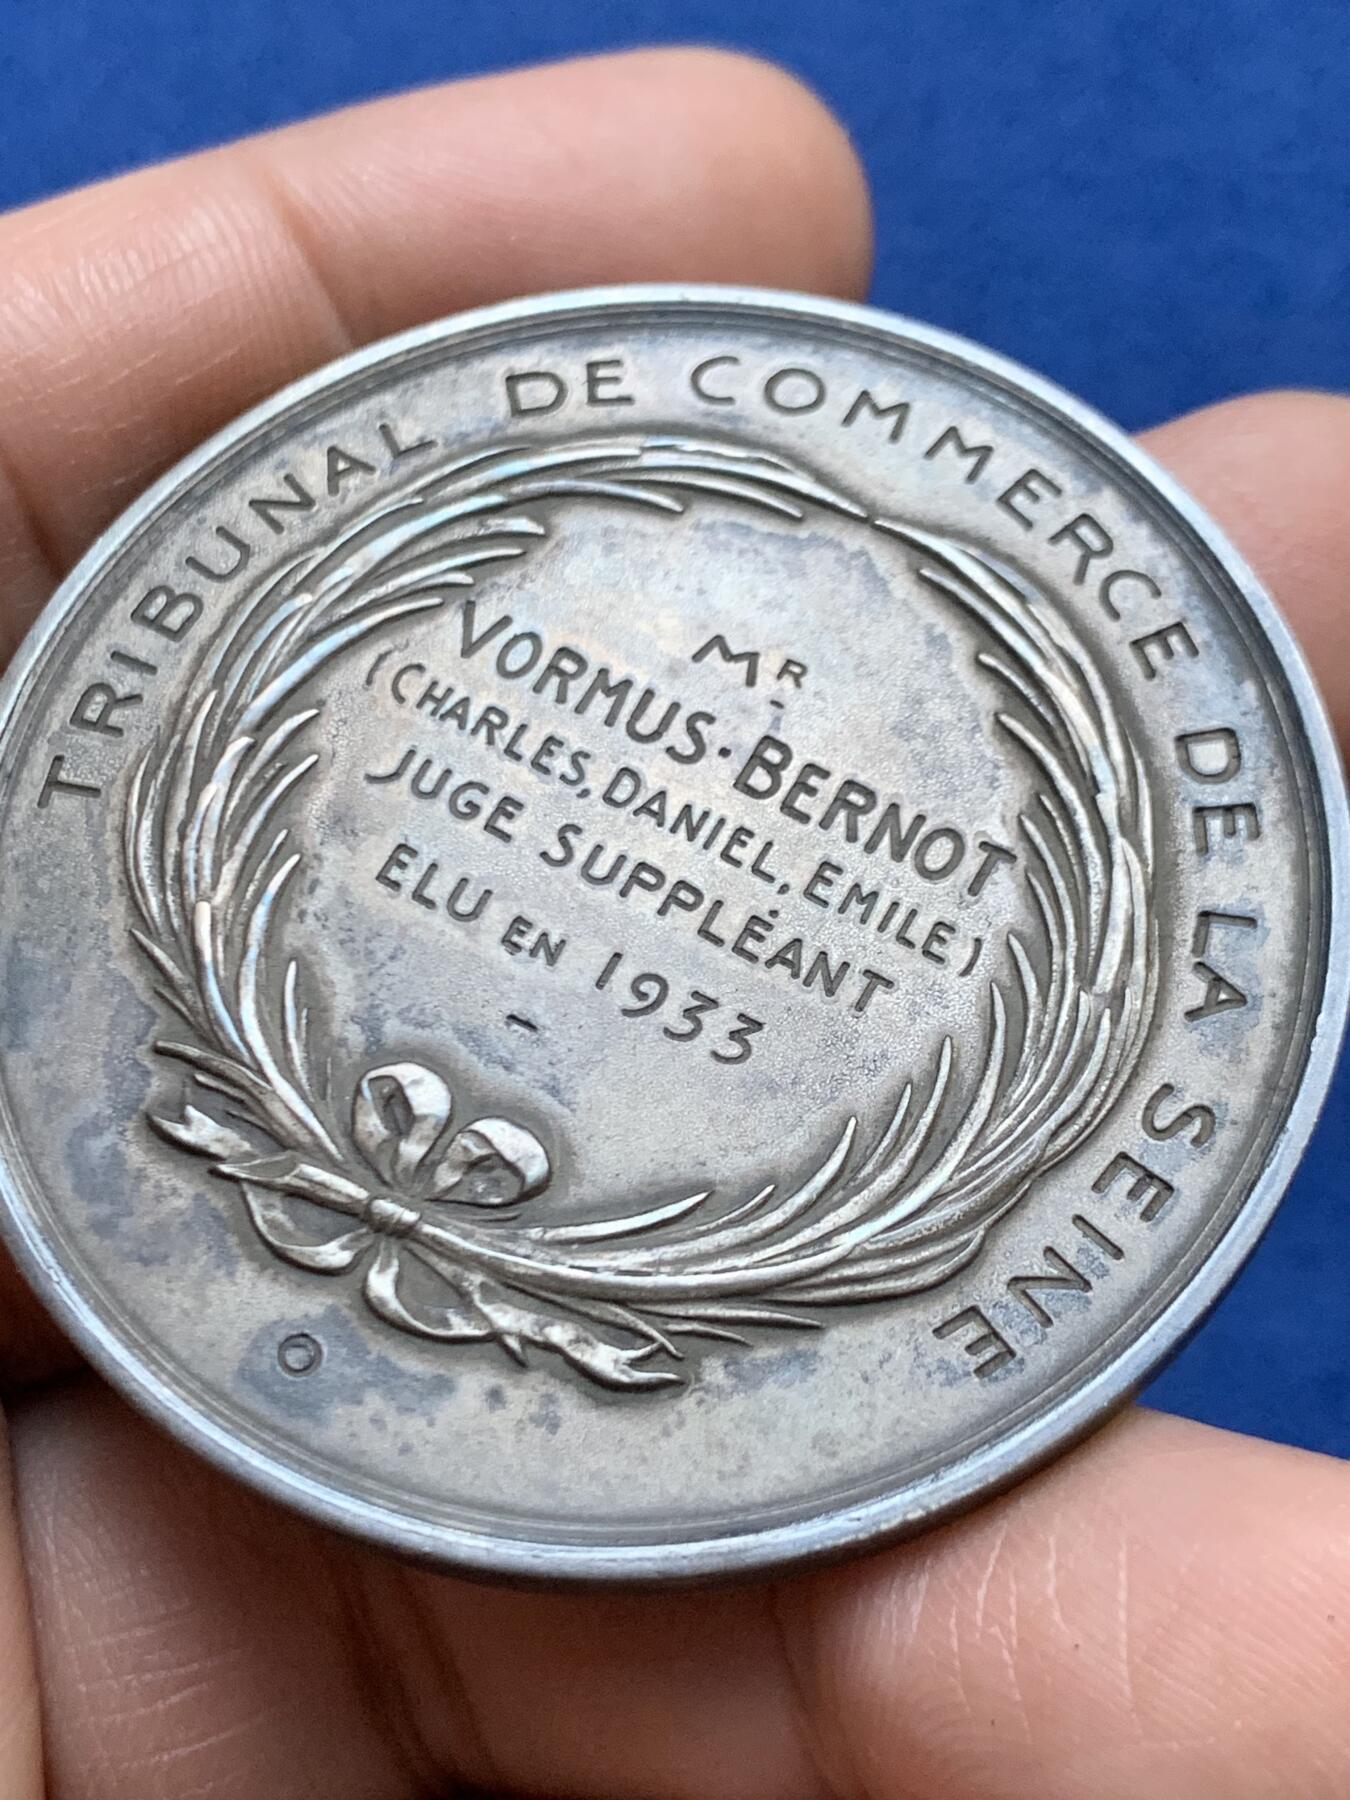 TRIBUNAL DE COMMERCE DE LA SEINE
MR
VORMUS·BERNOT
(CHARLES, DANIEL, EMILE)
JUGE SUPPLÉANT
ELU EN 1933